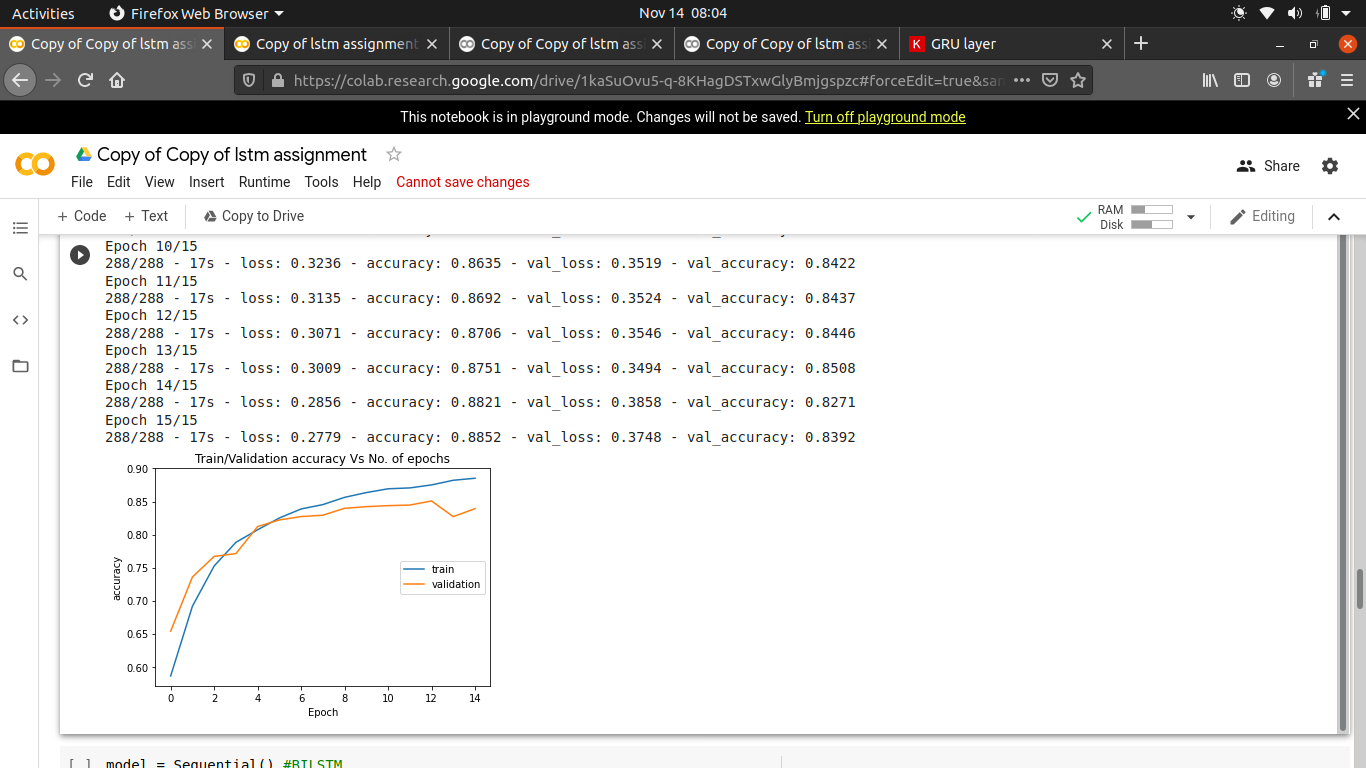 Activities Firefox Web Browser Nov 14 08:04
Copy of Copy of lstm ass Copy of lstm assignment Copy of Copy of lstm ass Copy of Copy of lstm ass K GRU layer
https://colab.research.google.com/drive/1kaSuOvu5-q-8KHagDSTxwGlyBmjgspzc#forceEdit=true&san
This notebook is in playground mode. Changes will not be saved. Turn off playground mode
Copy of Copy of lstm assignment
Share
File Edit View Insert Runtime Tools Help Cannot save changes
+ Code + Text Copy to Drive RAM Disk Editing
Epoch 10/15
288/288 - 17s - loss: 0.3236 - accuracy: 0.8635 - val_loss: 0.3519 - val_accuracy: 0.8422
Epoch 11/15
288/288 - 17s - loss: 0.3135 - accuracy: 0.8692 - val_loss: 0.3524 - val_accuracy: 0.8437
Epoch 12/15
288/288 - 17s - loss: 0.3071 - accuracy: 0.8706 - val_loss: 0.3546 - val_accuracy: 0.8446
Epoch 13/15
288/288 - 17s - loss: 0.3009 - accuracy: 0.8751 - val_loss: 0.3494 - val_accuracy: 0.8508
Epoch 14/15
288/288 - 17s - loss: 0.2856 - accuracy: 0.8821 - val_loss: 0.3858 - val_accuracy: 0.8271
Epoch 15/15
288/288 - 17s - loss: 0.2779 - accuracy: 0.8852 - val_loss: 0.3748 - val_accuracy: 0.8392
Train/Validation accuracy Vs No. of epochs
0.90
0.85
0.80
0.75
0.70
0.65
0.60
accuracy
train
validation
0 2 4 6 8 10 12 14
Epoch
[ ] model = Sequential() #BILSTM